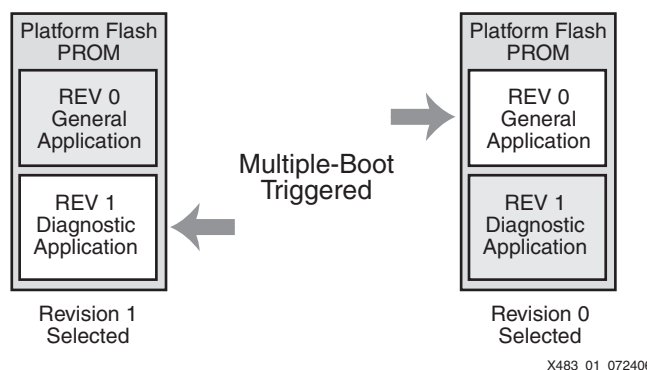 Platform Flash
PROM
REV 0
General
Application
REV 1
Diagnostic
Application
Revision 1
Selected
Multiple-Boot
Triggered
Platform Flash
PROM
REV 0
General
Application
REV 1
Diagnostic
Application
Revision 0
Selected
X483_01_072406